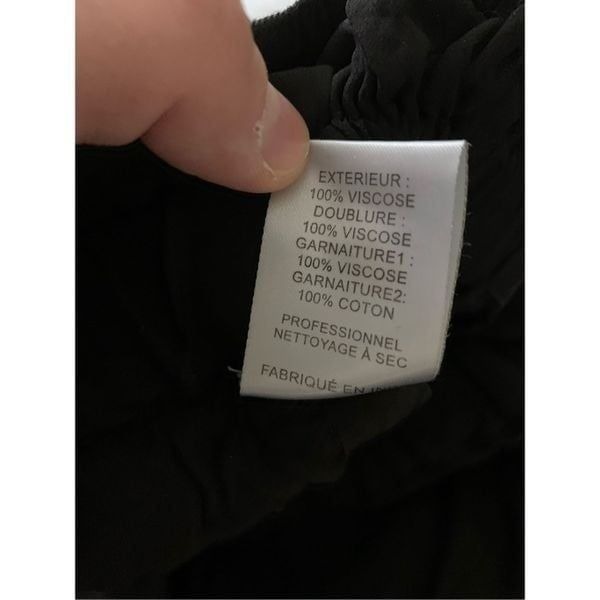 EXTERIEUR :
100% VISCOSE
DOUBLURE :
100% VISCOSE
GARNAITURE1 :
100% VISCOSE
GARNAITURE2:
100% COTON
PROFESSIONNEL
NETTOYAGE À SEC
FABRIQUÉ EN